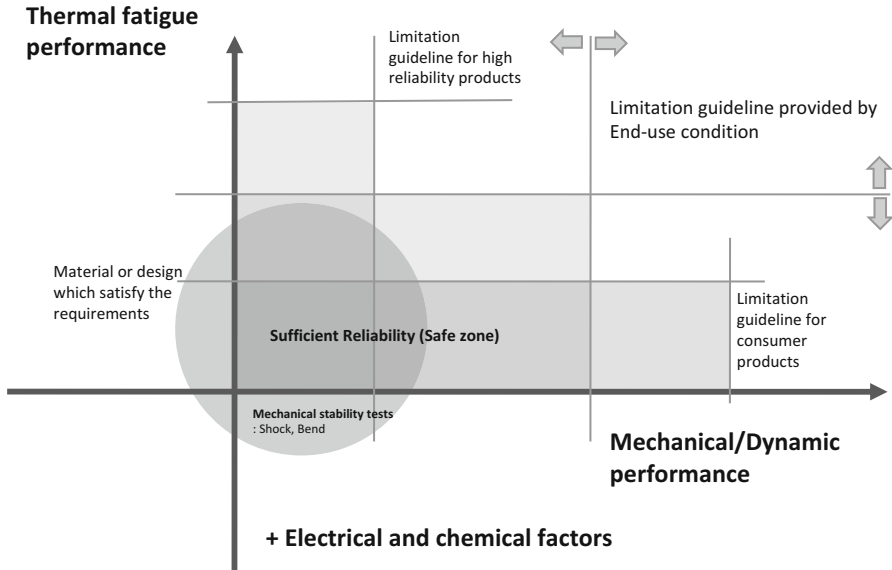 Thermal fatigue
performance
Limitation
guideline for high
reliability products
Limitation guideline provided by
End-use condition
Material or design
which satisfy the
requirements
Sufficient Reliability (Safe zone)
Limitation
guideline for
consumer
products
Mechanical stability tests
: Shock, Bend
Mechanical/Dynamic
performance
+ Electrical and chemical factors